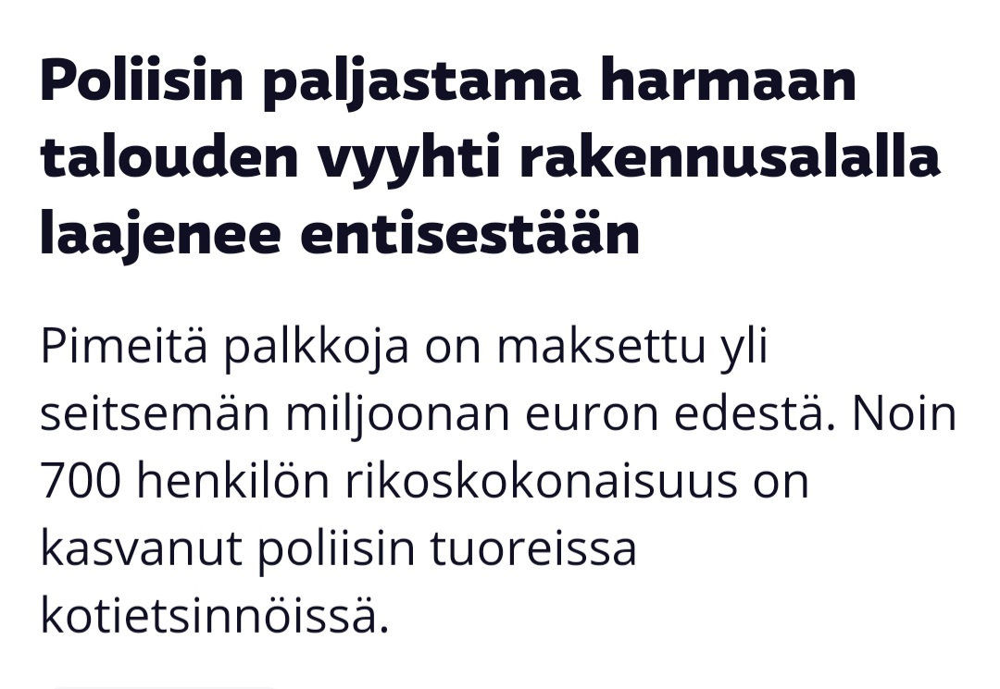 Poliisin paljastama harmaan
talouden vyyhti rakennusalalla
laajenee entisestään
Pimeitä palkkoja on maksettu yli
seitsemän miljoonan euron edestä. Noin
700 henkilön rikoskokonaisuus on
kasvanut poliisin tuoreissa
kotietsinnöissä.